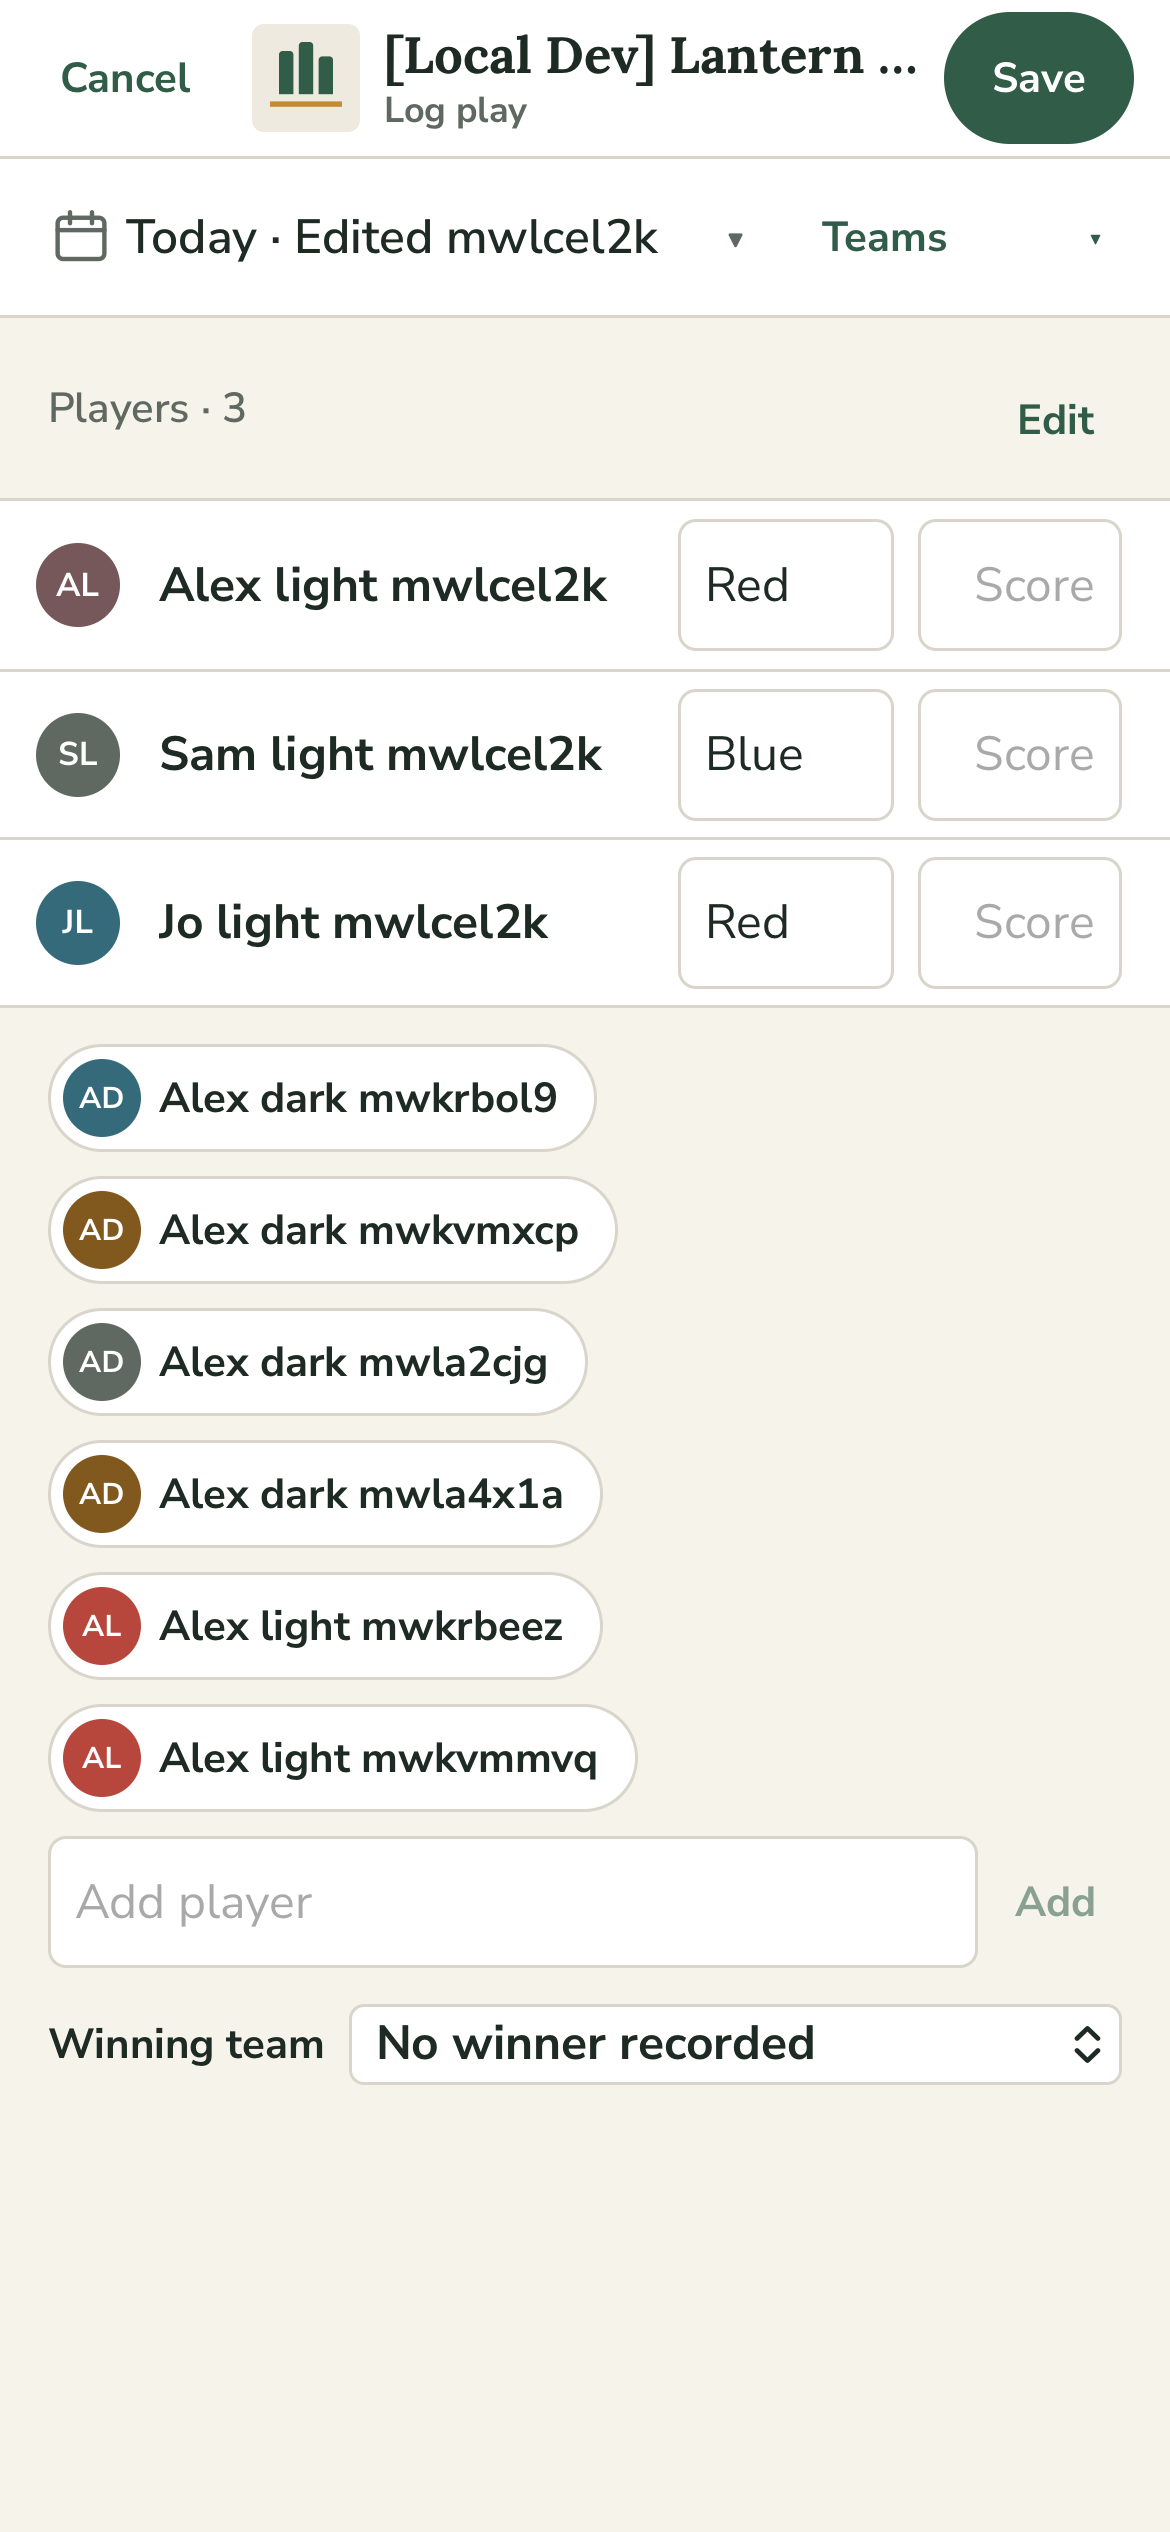 Cancel
[Local Dev] Lantern ...
Log play
Save
Today · Edited mwlcel2k
Teams
Players · 3
Edit
AL Alex light mwlcel2k Red Score
SL Sam light mwlcel2k Blue Score
JL Jo light mwlcel2k Red Score
AD Alex dark mwkrbol9
AD Alex dark mwkvmxcp
AD Alex dark mwla2cjg
AD Alex dark mwla4x1a
AL Alex light mwkrbeez
AL Alex light mwkvmmvq
Add player Add
Winning team No winner recorded